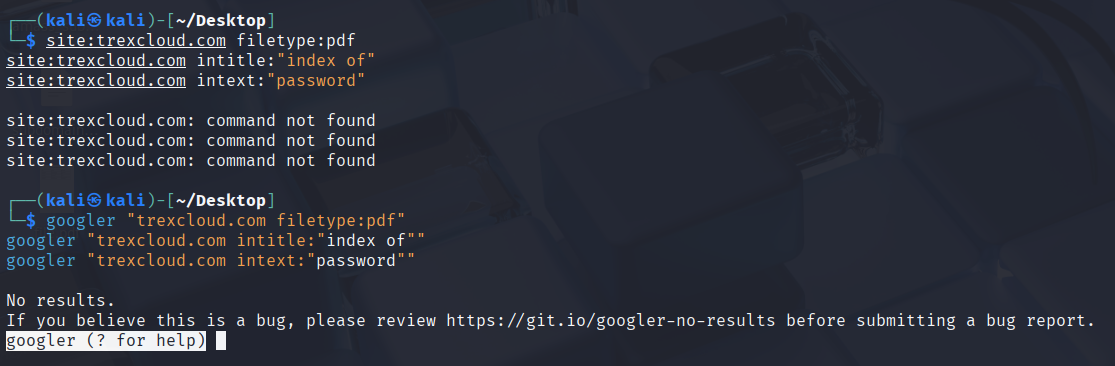 ┌──(kali㉿kali)-[~/Desktop]
└─$ site:trexcloud.com filetype:pdf
site:trexcloud.com intitle:"index of"
site:trexcloud.com intext:"password"
site:trexcloud.com: command not found
site:trexcloud.com: command not found
site:trexcloud.com: command not found
┌──(kali㉿kali)-[~/Desktop]
└─$ googler "trexcloud.com filetype:pdf"
googler "trexcloud.com intitle:"index of""
googler "trexcloud.com intext:"password""
No results.
If you believe this is a bug, please review https://git.io/googler-no-results before submitting a bug report.
googler (? for help)